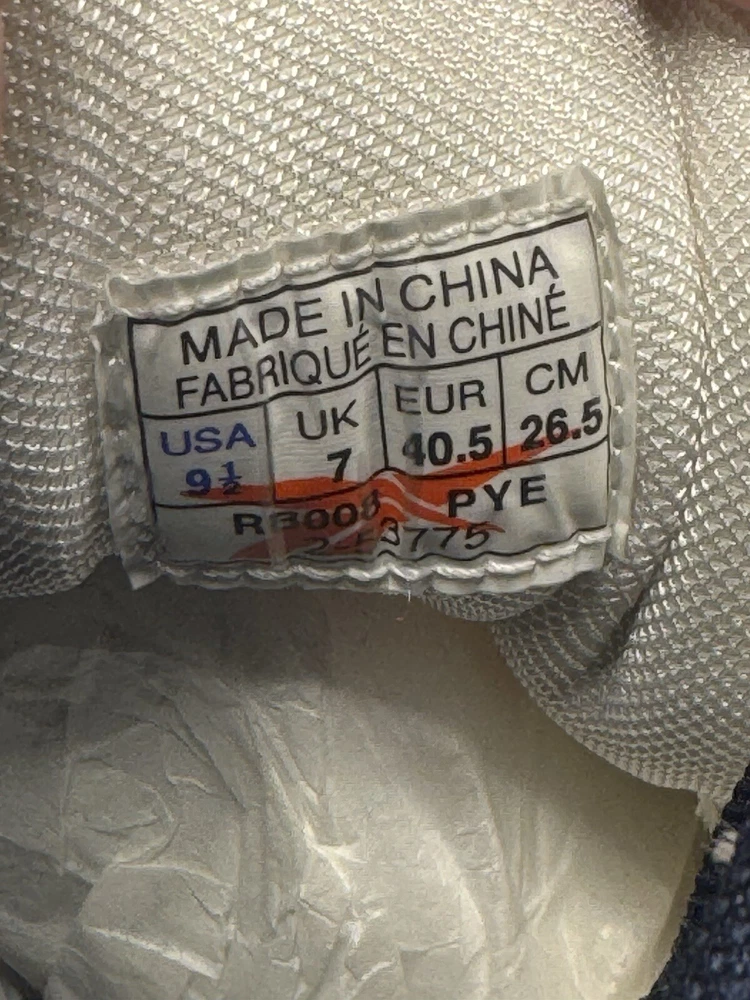 MADE IN CHINA
FABRIQUÉ EN CHINÉ
USA UK EUR CM
9½ 7 40.5 26.5
PYE